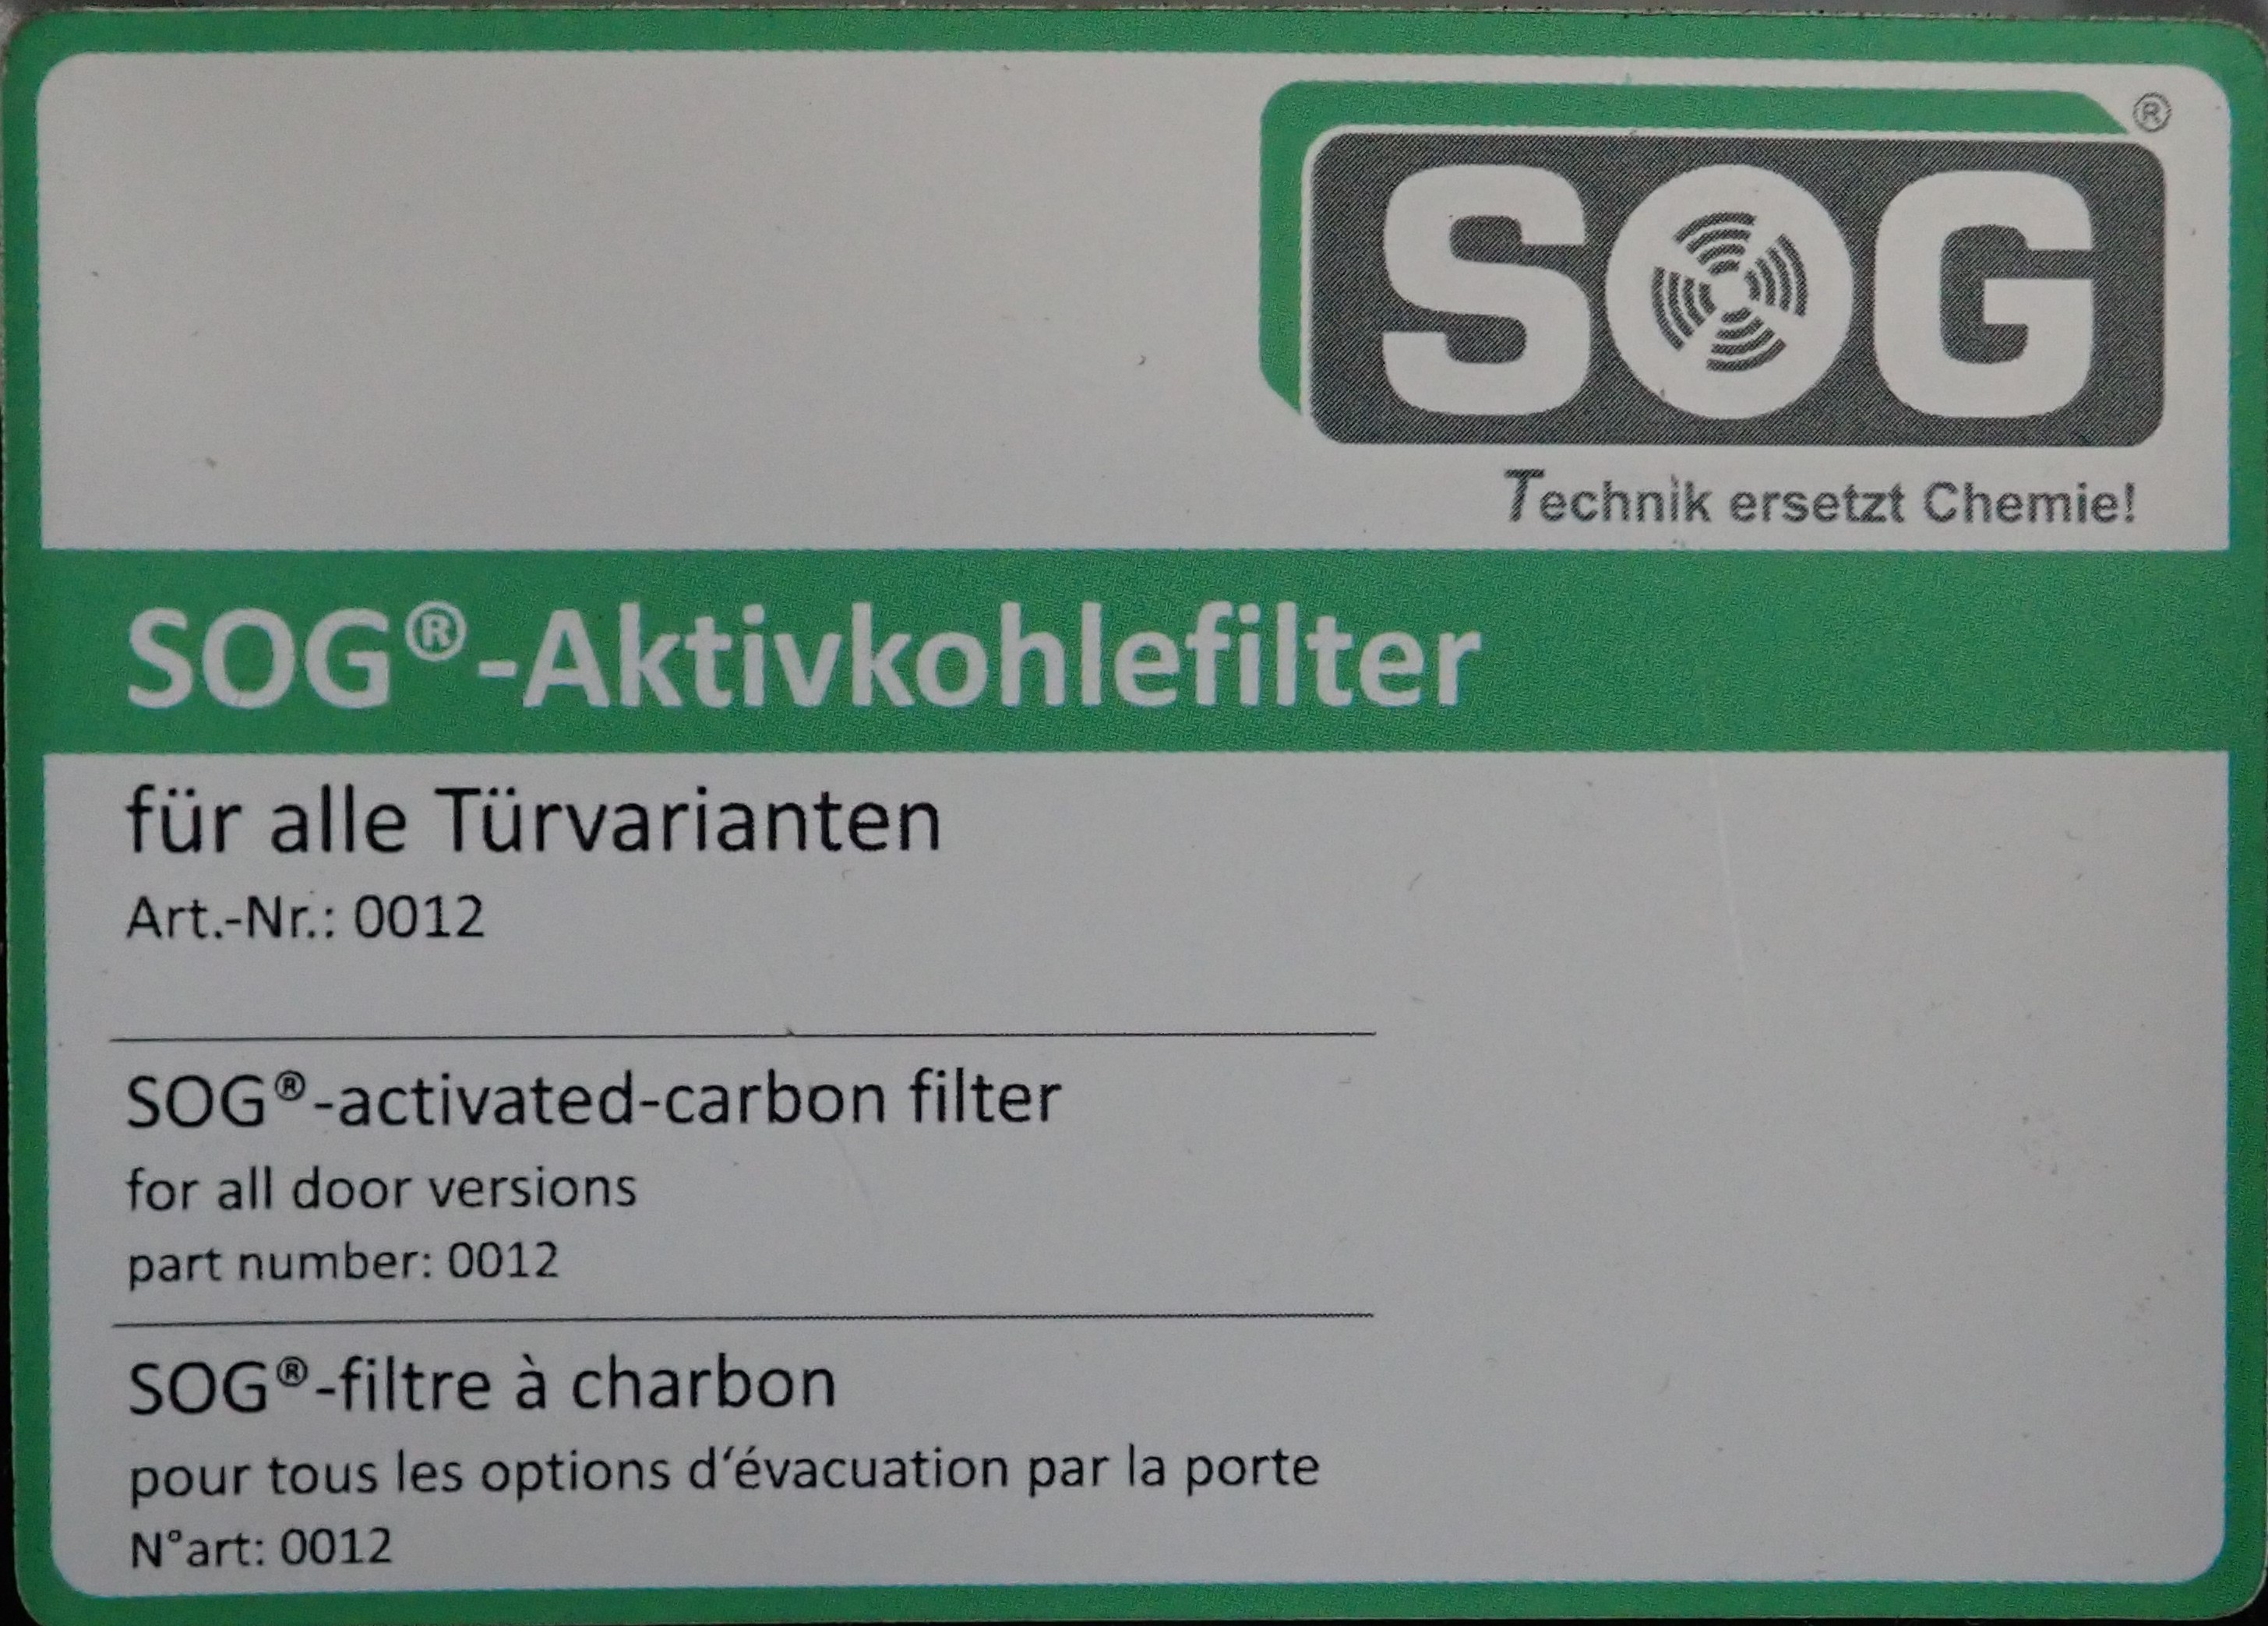 SOG®
Technik ersetzt Chemie!
SOG®-Aktivkohlefilter
für alle Türvarianten
Art.-Nr.: 0012
SOG®-activated-carbon filter
for all door versions
part number: 0012
SOG®-filtre à charbon
pour tous les options d‘évacuation par la porte
N°art: 0012